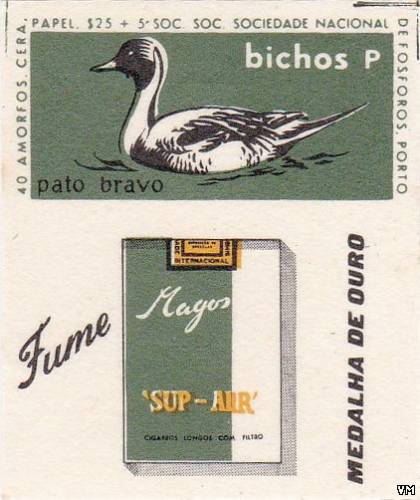 40 AMORFOS. CERA, PAPEL. $25 + 5% SOC. SOC. SOCIEDADE NACIONAL DE FOSFOROS. PORTO
bichos P
pato bravo
INTERNACIONAL
Fume
Magos
'SUP-AIR'
CIGARROS LONGOS COM FILTRO
MEDALHA DE OURO
VM